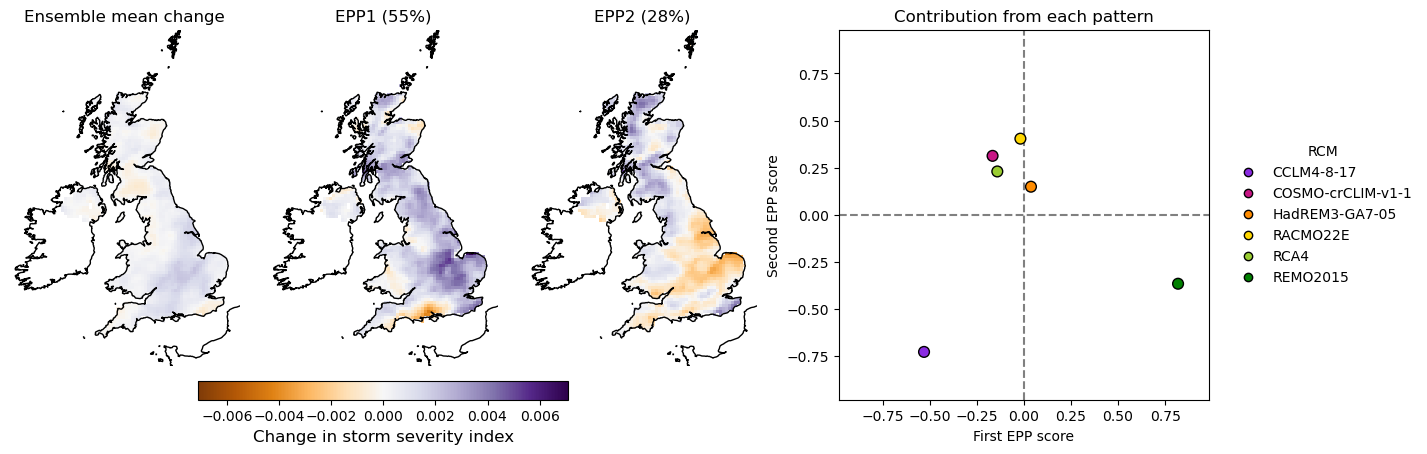 Ensemble mean change
EPP1 (55%)
EPP2 (28%)
Contribution from each pattern
0.75
0.50
0.25
0.00
−0.25
−0.50
−0.75
Second EPP score
−0.75 −0.50 −0.25 0.00 0.25 0.50 0.75
First EPP score
RCM
CCLM4-8-17
COSMO-crCLIM-v1-1
HadREM3-GA7-05
RACMO22E
RCA4
REMO2015
−0.006 −0.004 −0.002 0.000 0.002 0.004 0.006
Change in storm severity index